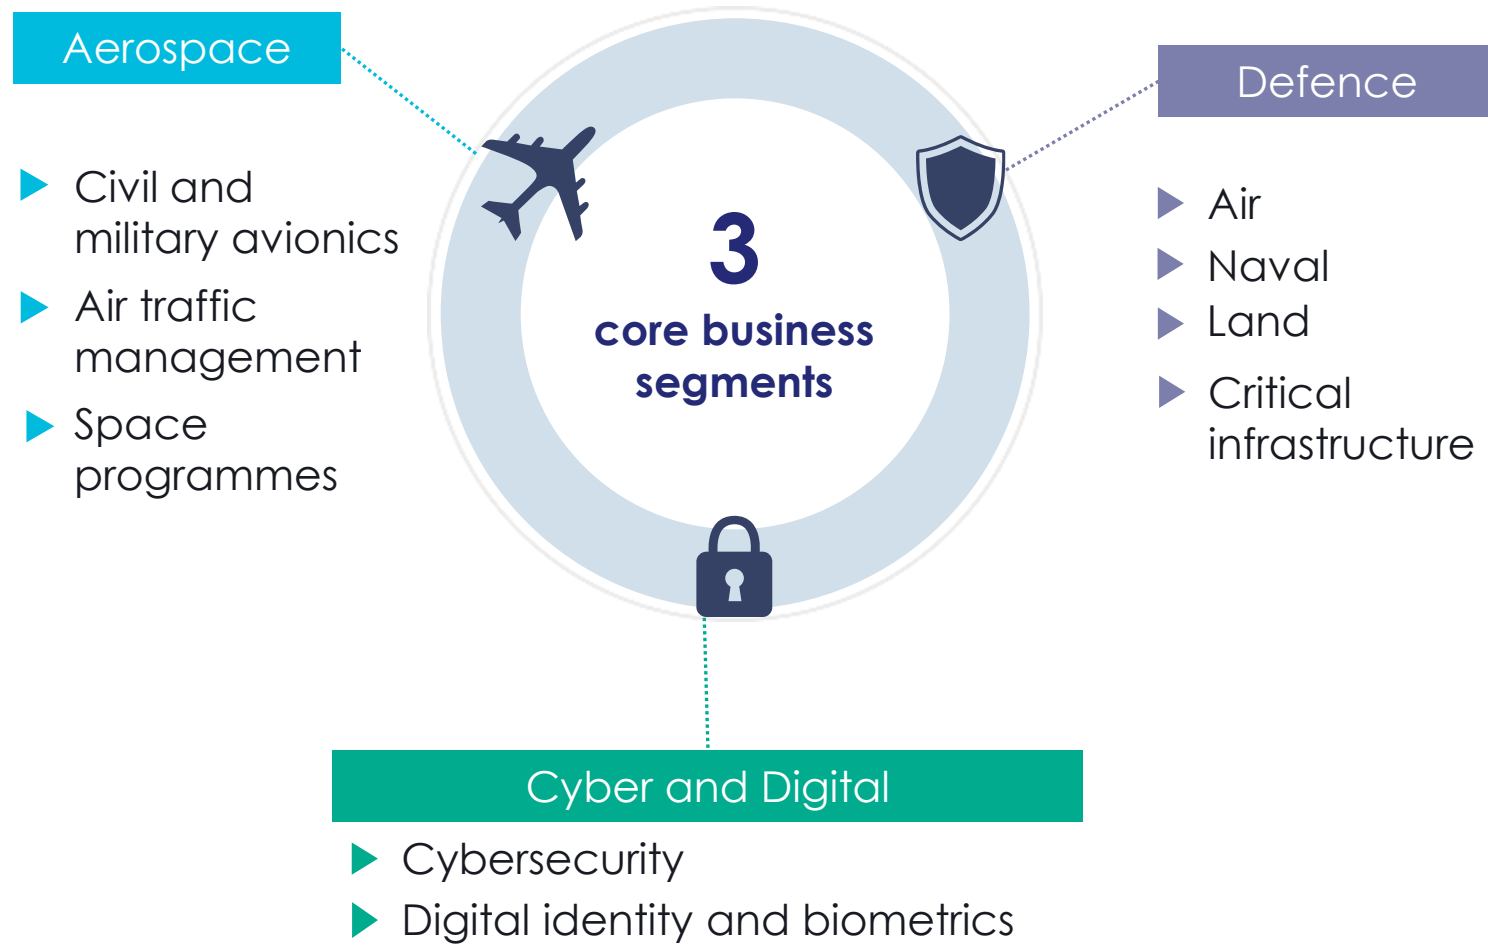 Aerospace
Civil and
military avionics
Air traffic
management
Space
programmes
3
core business
segments
Defence
Air
Naval
Land
Critical
infrastructure
Cyber and Digital
Cybersecurity
Digital identity and biometrics